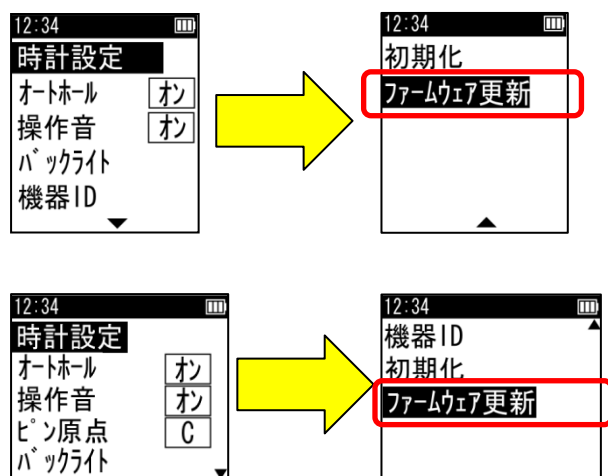 12:34
時計設定
ｵｰﾄﾎｰﾙ ｵﾝ
操作音 ｵﾝ
ﾊﾞｯｸﾗｲﾄ
機器ID
12:34
初期化
ﾌｧｰﾑｳｪｱ更新
12:34
時計設定
ｵｰﾄﾎｰﾙ ｵﾝ
操作音 ｵﾝ
ﾋﾟﾝ原点 C
ﾊﾞｯｸﾗｲﾄ
12:34
機器ID
初期化
ﾌｧｰﾑｳｪｱ更新